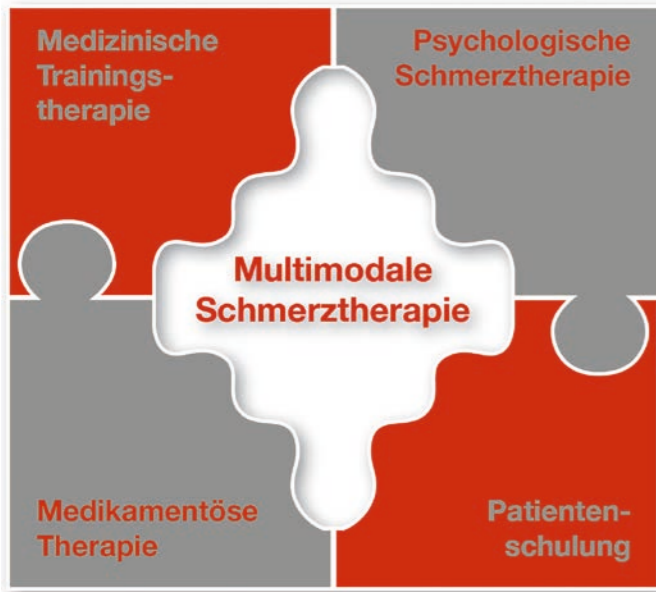 Medizinische
Trainings-
therapie
Psychologische
Schmerztherapie
Multimodale
Schmerztherapie
Medikamentöse
Therapie
Patienten-
schulung